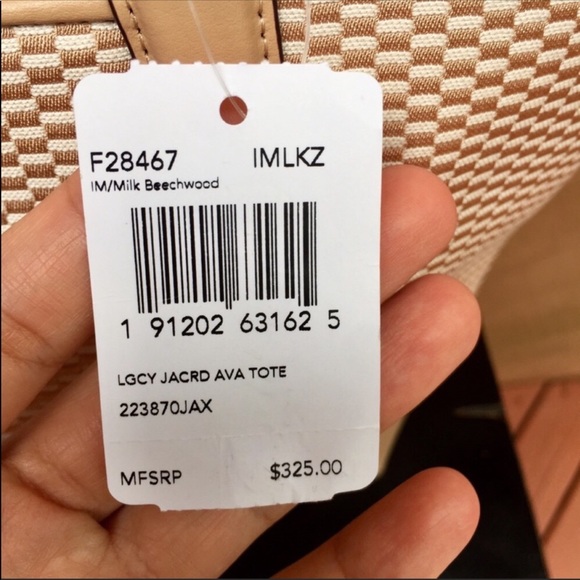 F28467 IMLKZ
IM/Milk Beechwood
1 91202 63162 5
LGCY JACRD AVA TOTE
223870JAX
MFSRP $325.00